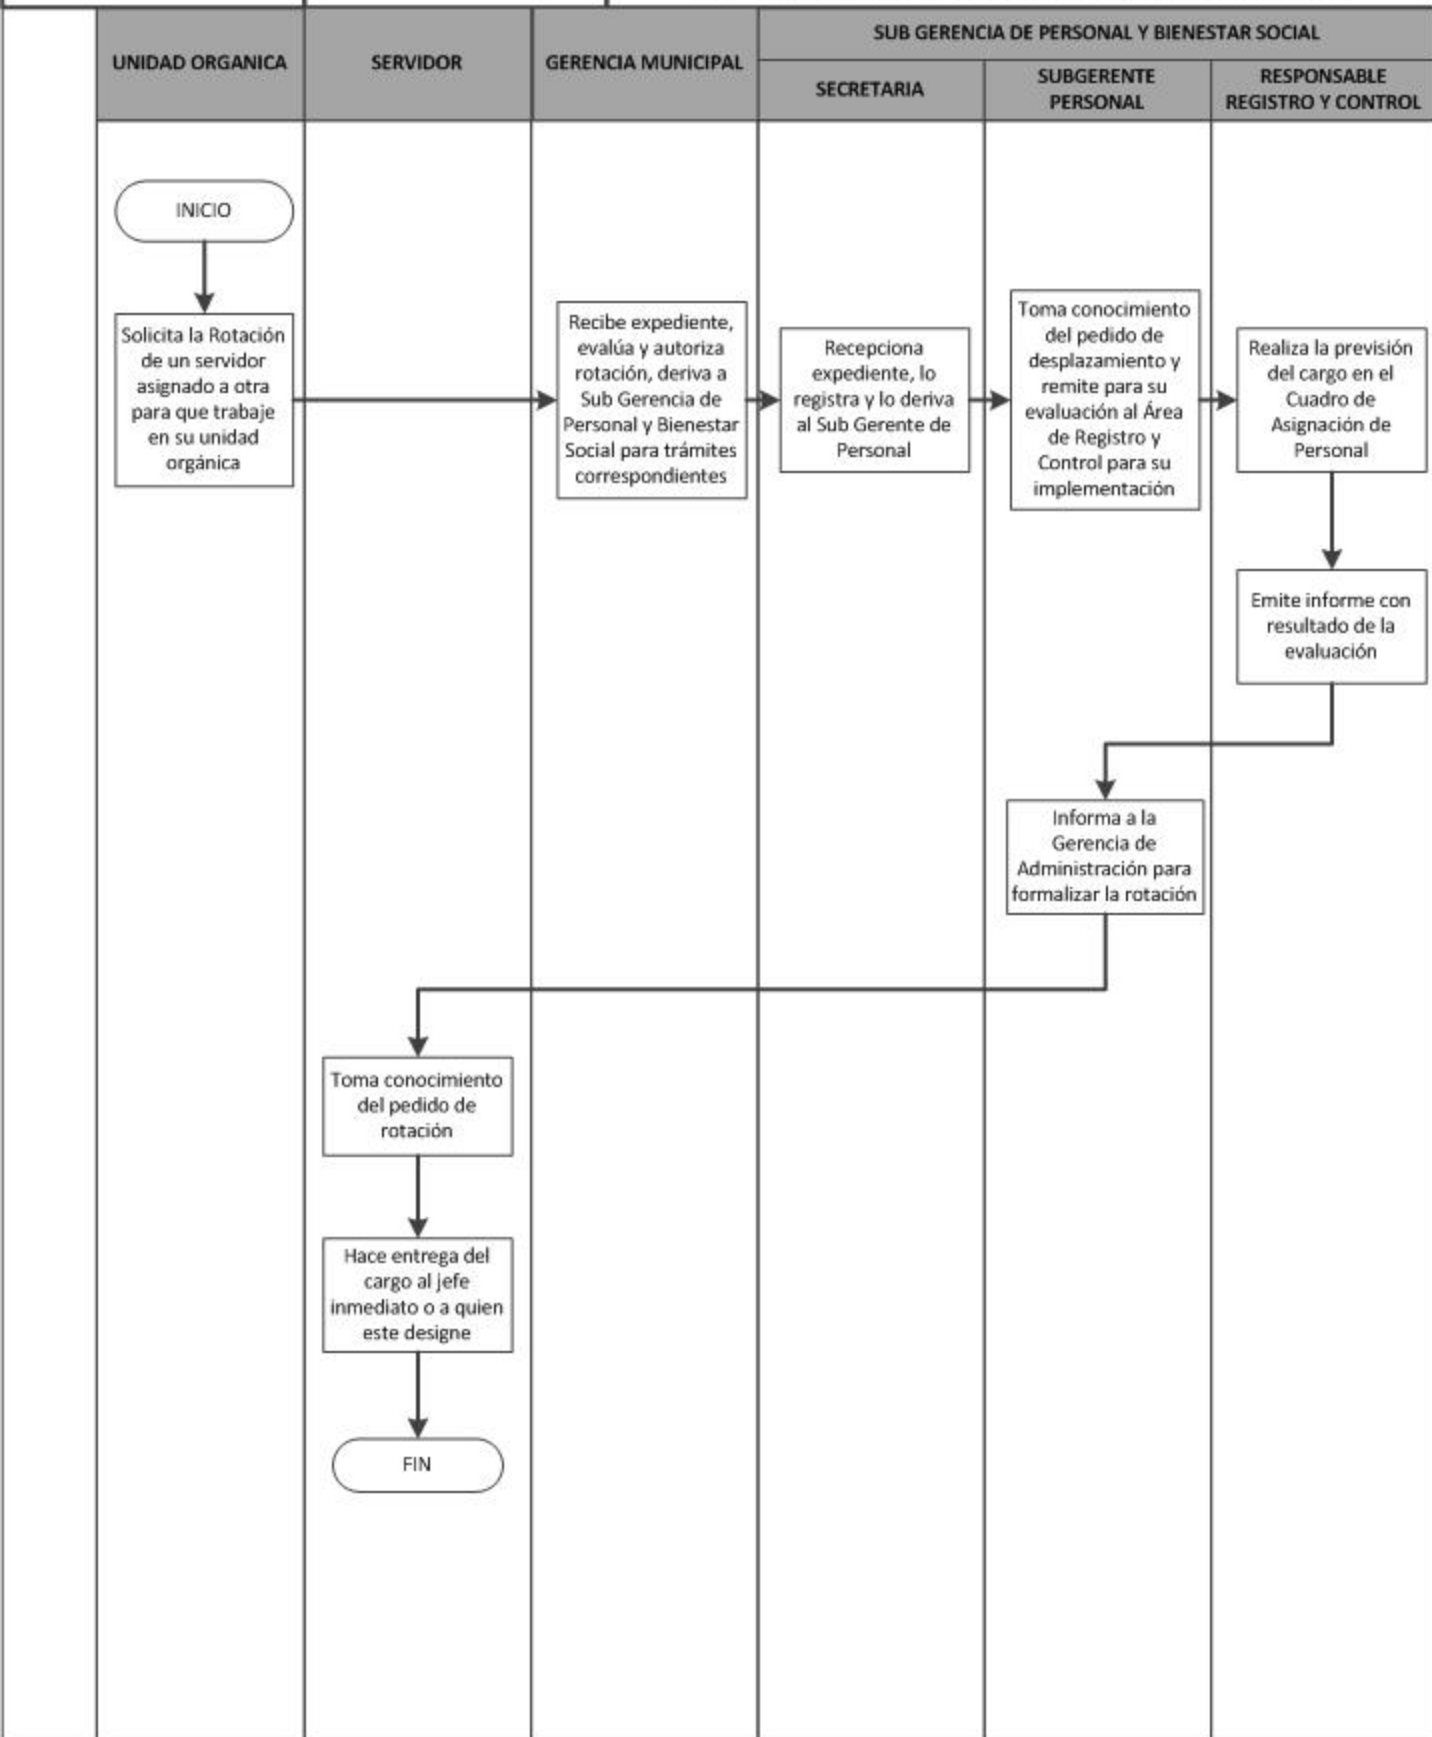 UNIDAD ORGANICA
SERVIDOR
GERENCIA MUNICIPAL
SUB GERENCIA DE PERSONAL Y BIENESTAR SOCIAL
SECRETARIA
SUBGERENTE
PERSONAL
RESPONSABLE
REGISTRO Y CONTROL
INICIO
Solicita la Rotación
de un servidor
asignado a otra
para que trabaje
en su unidad
orgánica
Recibe expediente,
evalúa y autoriza
rotación, deriva a
Sub Gerencia de
Personal y Bienestar
Social para trámites
correspondientes
Recepciona
expediente, lo
registra y lo deriva
al Sub Gerente de
Personal
Toma conocimiento
del pedido de
desplazamiento y
remite para su
evaluación al Área
de Registro y
Control para su
implementación
Realiza la previsión
del cargo en el
Cuadro de
Asignación de
Personal
Emite informe con
resultado de la
evaluación
Informa a la
Gerencia de
Administración para
formalizar la rotación
Toma conocimiento
del pedido de
rotación
Hace entrega del
cargo al jefe
inmediato o a quien
este designe
FIN